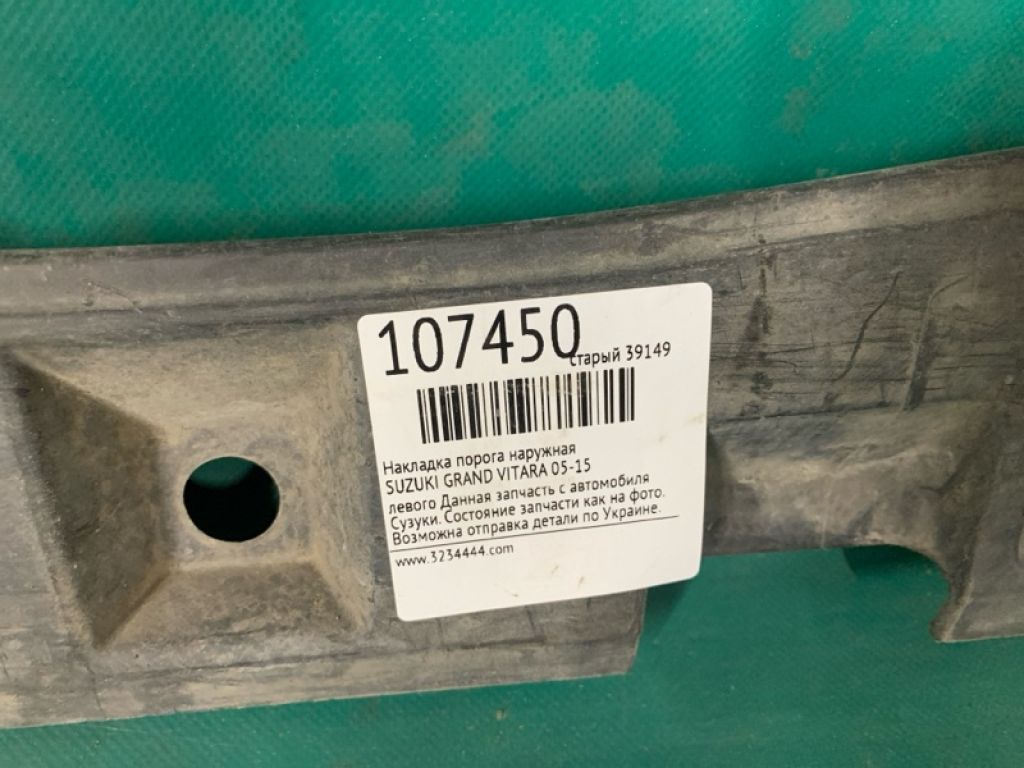 107450
старый 39149
Накладка порога наружная
SUZUKI GRAND VITARA 05-15
левого Данная запчасть с автомобиля
Сузуки. Состояние запчасти как на фото.
Возможна отправка детали по Украине.
www.3234444.com